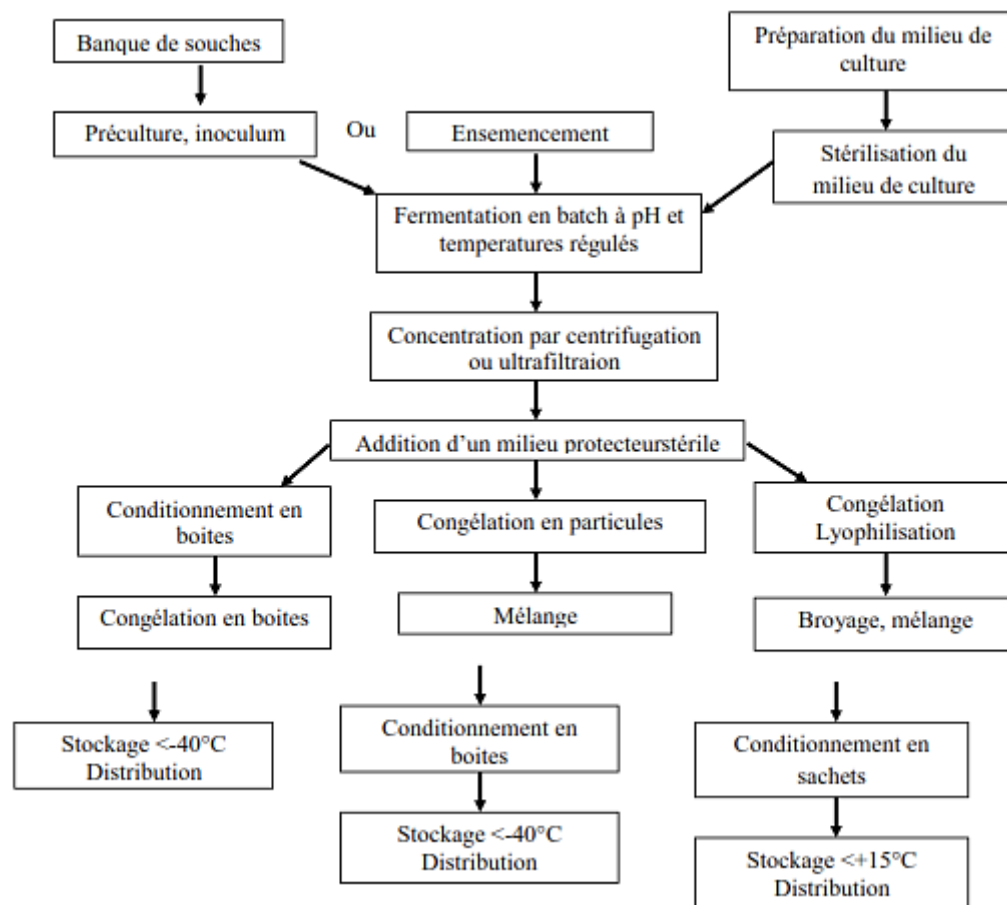 Banque de souches
Préparation du milieu de
culture
Préculture, inoculum
Ou
Ensemencement
Stérilisation du
milieu de culture
Fermentation en batch à pH et
temperatures régulés
Concentration par centrifugation
ou ultrafiltraion
Addition d’un milieu protecteurstérile
Conditionnement en
boites
Congélation en particules
Congélation
Lyophilisation
Congélation en boites
Mélange
Broyage, mélange
Stockage <-40°C
Distribution
Conditionnement en
boites
Conditionnement en
sachets
Stockage <-40°C
Distribution
Stockage <+15°C
Distribution